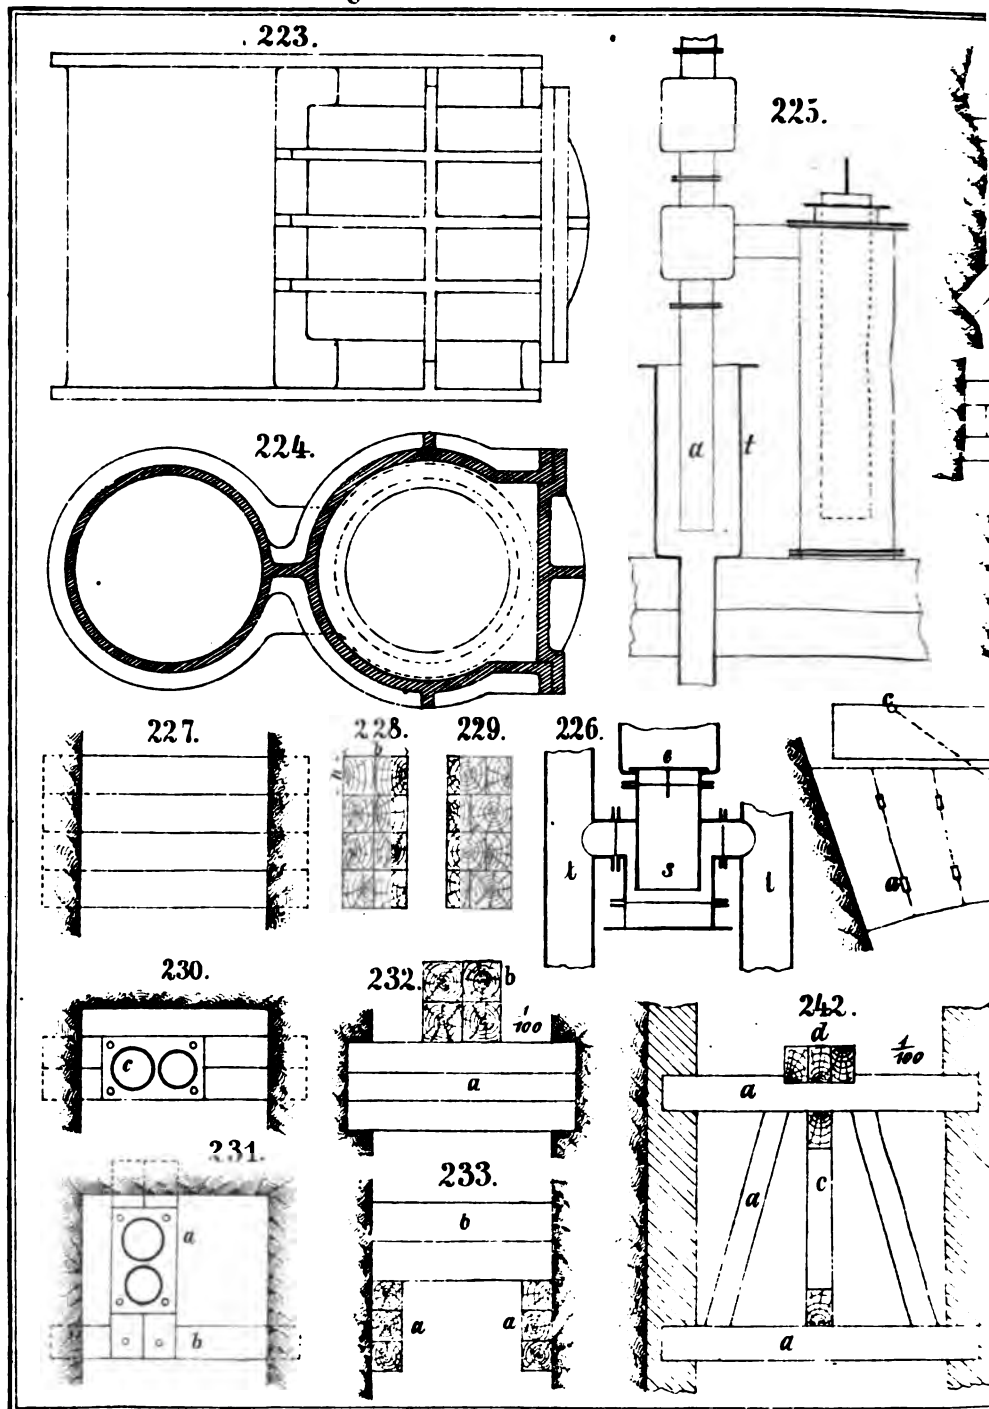 223.
225.
a
t
224.
c
a
227.
228.
b
h
229.
226.
e
s
t
t
230.
c
232.
b
1/100
a
242.
d
1/100
a
a
c
a
231.
a
b
233.
b
a
a